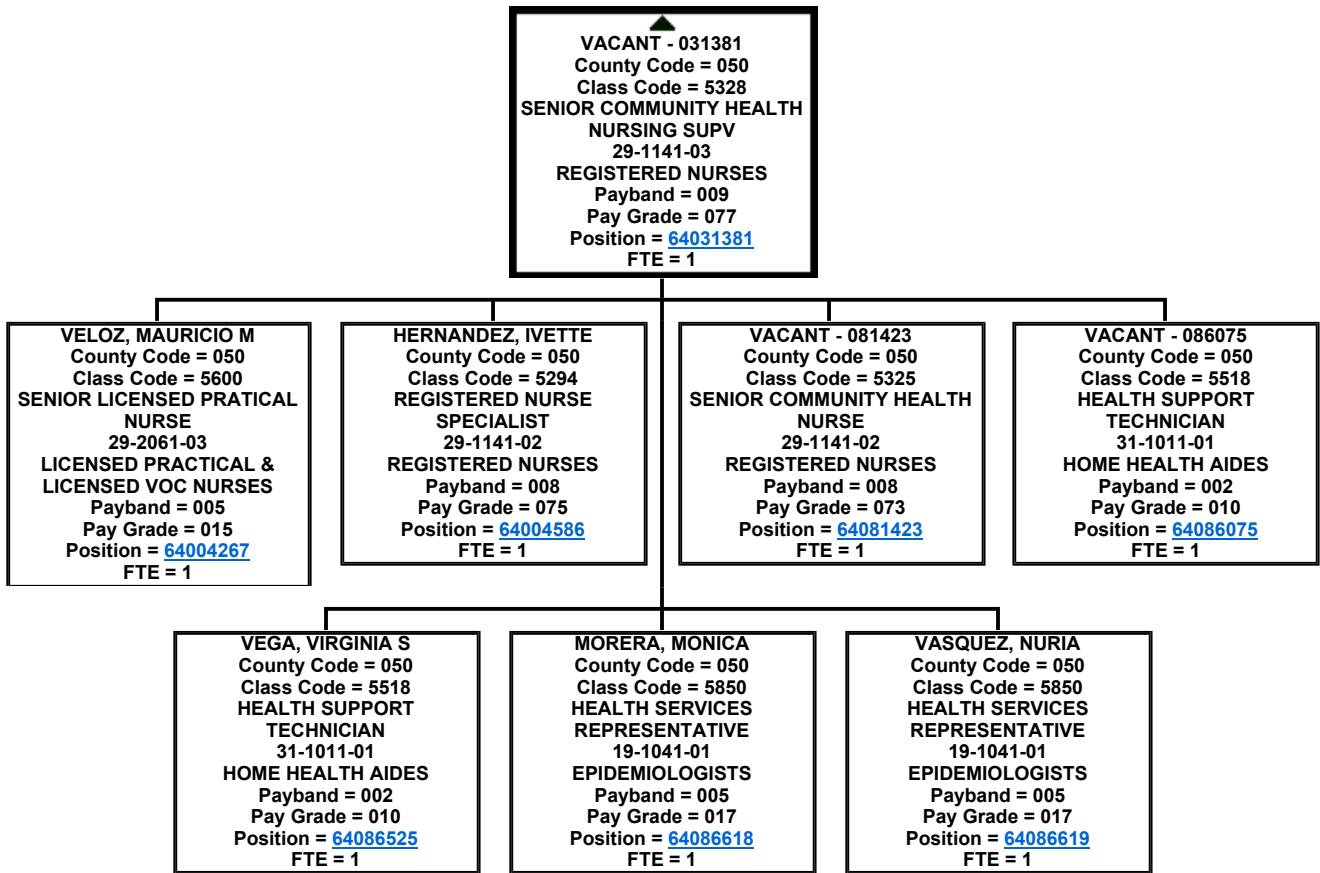 VACANT - 031381
County Code = 050
Class Code = 5328
SENIOR COMMUNITY HEALTH
NURSING SUPV
29-1141-03
REGISTERED NURSES
Payband = 009
Pay Grade = 077
Position = 64031381
FTE = 1
VELOZ, MAURICIO M
County Code = 050
Class Code = 5600
SENIOR LICENSED PRATICAL
NURSE
29-2061-03
LICENSED PRACTICAL &
LICENSED VOC NURSES
Payband = 005
Pay Grade = 015
Position = 64004267
FTE = 1
HERNANDEZ, IVETTE
County Code = 050
Class Code = 5294
REGISTERED NURSE
SPECIALIST
29-1141-02
REGISTERED NURSES
Payband = 008
Pay Grade = 075
Position = 64004586
FTE = 1
VACANT - 081423
County Code = 050
Class Code = 5325
SENIOR COMMUNITY HEALTH
NURSE
29-1141-02
REGISTERED NURSES
Payband = 008
Pay Grade = 073
Position = 64081423
FTE = 1
VACANT - 086075
County Code = 050
Class Code = 5518
HEALTH SUPPORT
TECHNICIAN
31-1011-01
HOME HEALTH AIDES
Payband = 002
Pay Grade = 010
Position = 64086075
FTE = 1
VEGA, VIRGINIA S
County Code = 050
Class Code = 5518
HEALTH SUPPORT
TECHNICIAN
31-1011-01
HOME HEALTH AIDES
Payband = 002
Pay Grade = 010
Position = 64086525
FTE = 1
MORERA, MONICA
County Code = 050
Class Code = 5850
HEALTH SERVICES
REPRESENTATIVE
19-1041-01
EPIDEMIOLOGISTS
Payband = 005
Pay Grade = 017
Position = 64086618
FTE = 1
VASQUEZ, NURIA
County Code = 050
Class Code = 5850
HEALTH SERVICES
REPRESENTATIVE
19-1041-01
EPIDEMIOLOGISTS
Payband = 005
Pay Grade = 017
Position = 64086619
FTE = 1